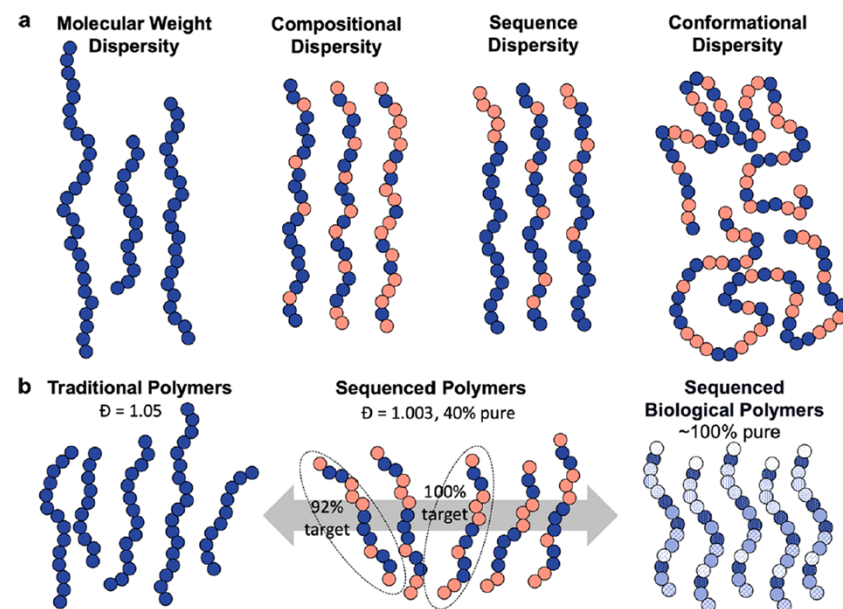 a
Molecular Weight
Dispersity
Compositional
Dispersity
Sequence
Dispersity
Conformational
Dispersity
b
Traditional Polymers
Đ = 1.05
Sequenced Polymers
Đ = 1.003, 40% pure
92%
target
100%
target
Sequenced
Biological Polymers
~100% pure